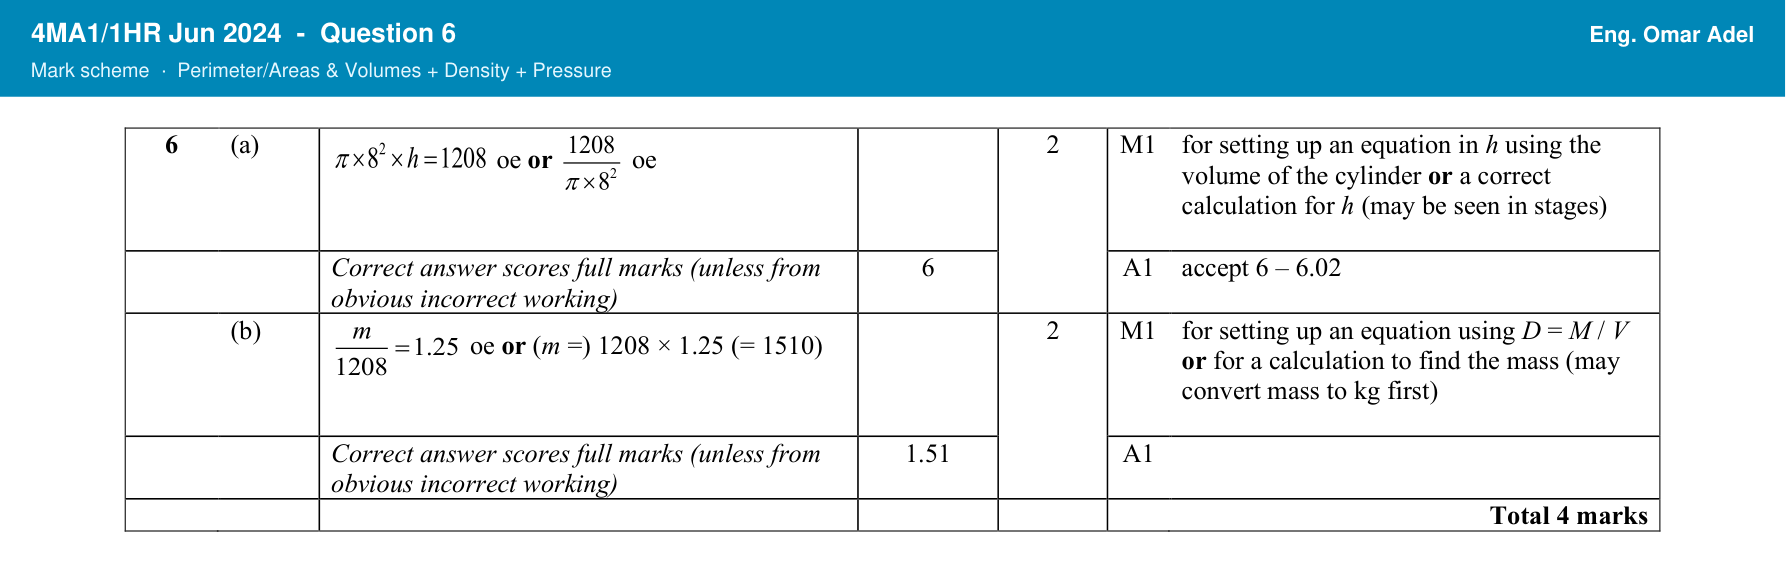 4MA1/1HR Jun 2024 - Question 6
Eng. Omar Adel
Mark scheme · Perimeter/Areas & Volumes + Density + Pressure
6 (a) π×8²×h=1208 oe or 1208/(π×8²) oe 2 M1 for setting up an equation in h using the
volume of the cylinder or a correct
calculation for h (may be seen in stages)
Correct answer scores full marks (unless from 6 A1 accept 6 – 6.02
obvious incorrect working)
(b) m/1208 =1.25 oe or (m =) 1208 × 1.25 (= 1510) 2 M1 for setting up an equation using D = M / V
or for a calculation to find the mass (may
convert mass to kg first)
Correct answer scores full marks (unless from 1.51 A1
obvious incorrect working)
Total 4 marks